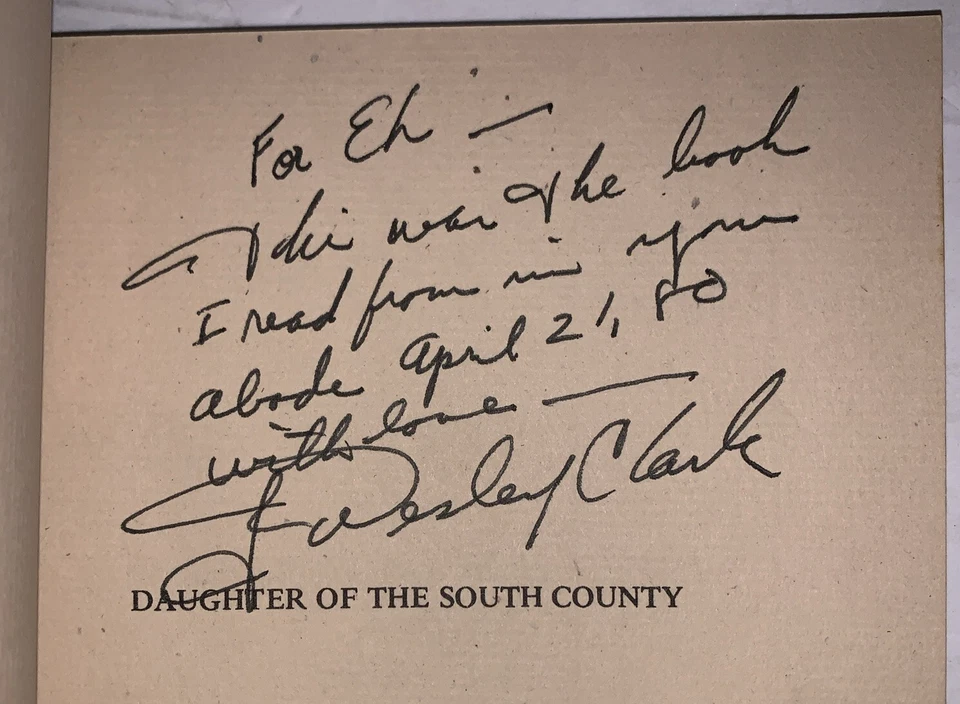 For Eh —
This was the book
I read from in your
abode April 21, 80
with love —
J Wesley Clark
DAUGHTER OF THE SOUTH COUNTY